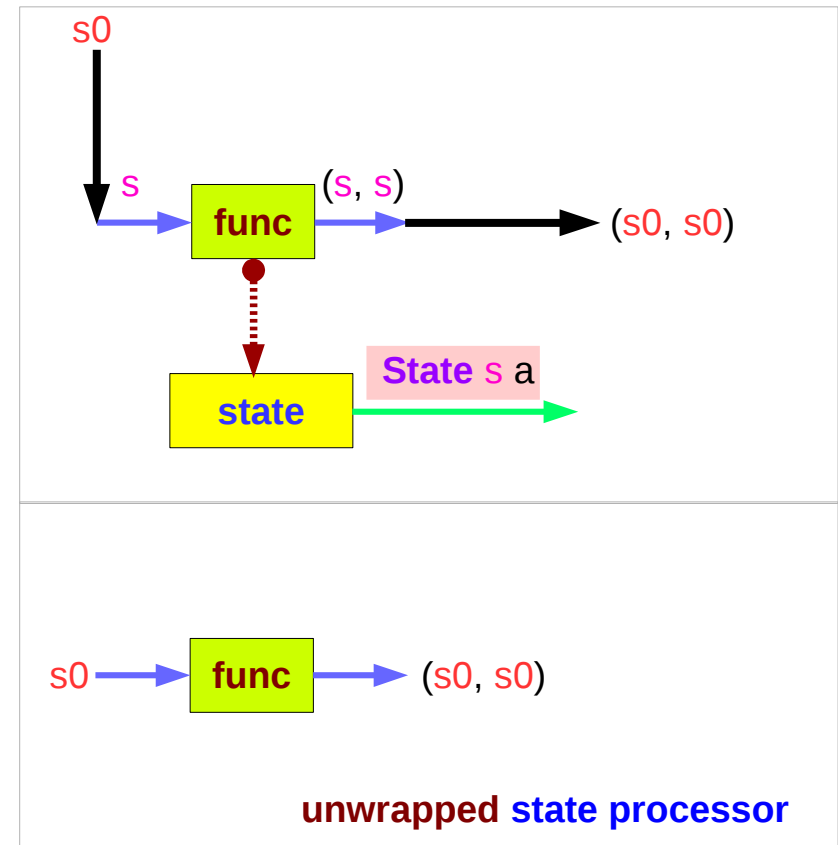 s0
s (s, s)
func (s0, s0)
State s a
state
s0 func (s0, s0)
unwrapped state processor